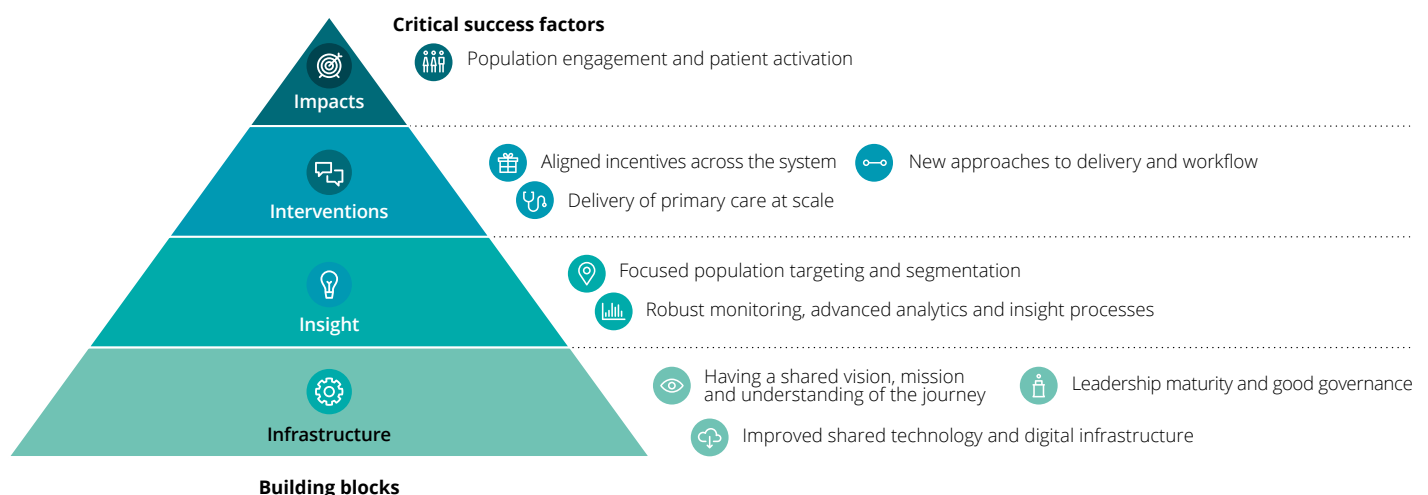 Critical success factors
Population engagement and patient activation
Impacts
Aligned incentives across the system
New approaches to delivery and workflow
Delivery of primary care at scale
Interventions
Focused population targeting and segmentation
Robust monitoring, advanced analytics and insight processes
Insight
Having a shared vision, mission
and understanding of the journey
Leadership maturity and good governance
Improved shared technology and digital infrastructure
Infrastructure
Building blocks